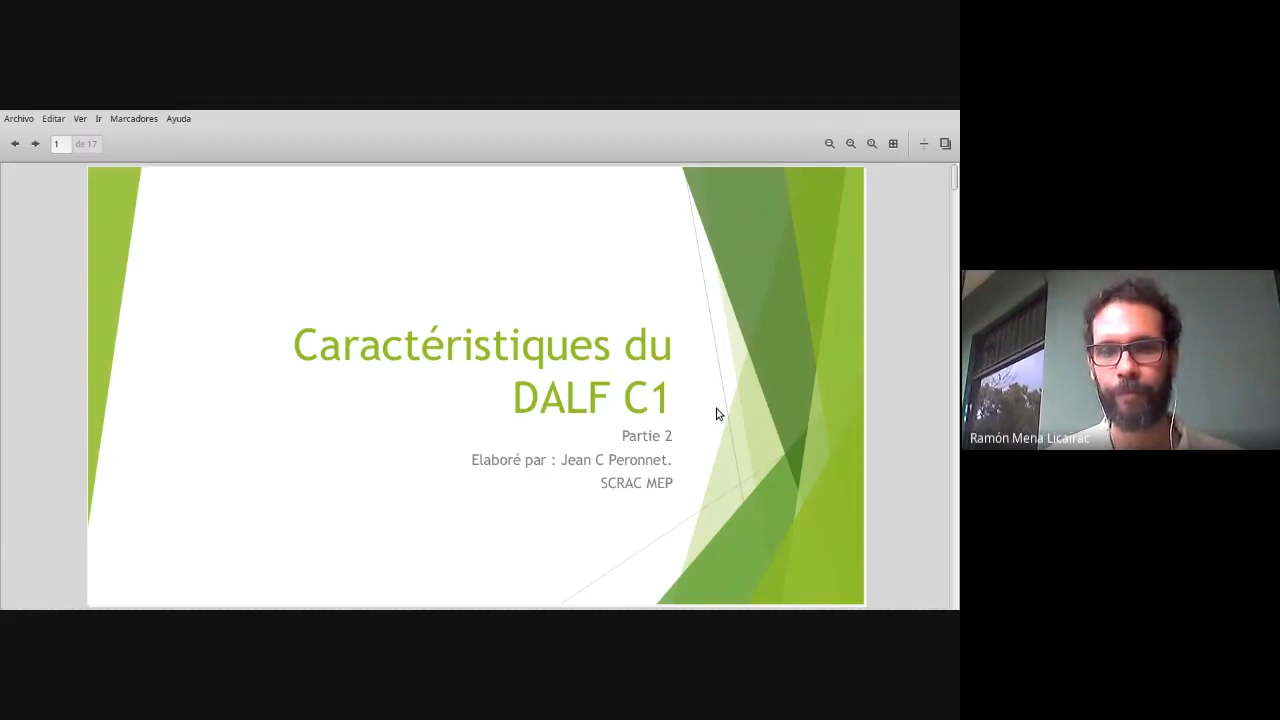 Archivo Editar Ver Ir Marcadores Ayuda
1 de 17
Caractéristiques du
DALF C1
Partie 2
Elaboré par : Jean C Peronnet.
SCRAC MEP
Ramón Mena Licairac